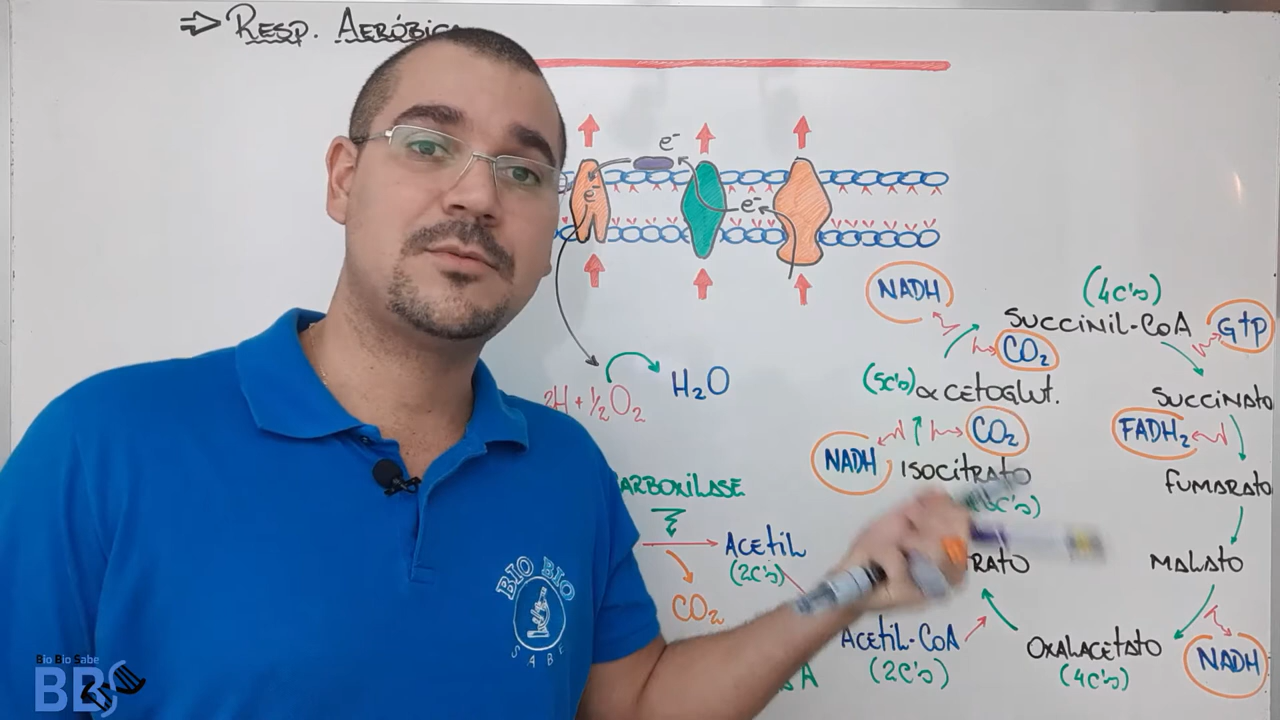 ⇒ RESP. AERÓBICA
e-
e-
e-
NADH
(4C's)
SUCCINIL-CoA
GTP
CO₂
2H + ½O₂
H₂O
(5C's) α CETOGLUT.
SUCCINATO
NADH
CO₂
FADH₂
ISOCITRATO
FUMARATO
ARBOXILASE
ACETIL
(2C's)
RATO
MALATO
CO₂
ACETIL-CoA
(2C's)
OXALACETATO
(4C's)
NADH
A
BIO BIO
SABE
Bio Bio Sabe
BBS